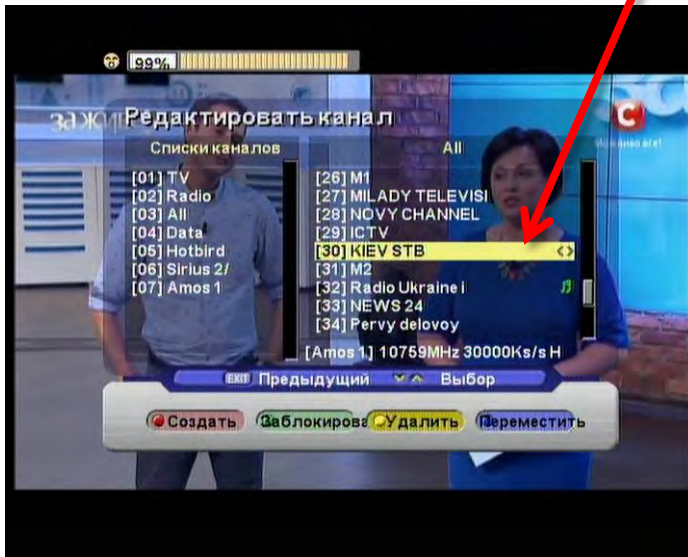 99%
за жи
Редактировать канал
Списки каналов
All
[01] TV
[02] Radio
[03] All
[04] Data
[05] Hotbird
[06] Sirius 2/
[07] Amos 1
[26] M1
[27] MILADY TELEVISI
[28] NOVY CHANNEL
[29] ICTV
[30] KIEV STB
[31] M2
[32] Radio Ukraine i
[33] NEWS 24
[34] Pervy delovoy
[Amos 1] 10759MHz 30000Ks/s H
EXIT Предыдущий Выбор
Создать Заблокирова Удалить Переместить